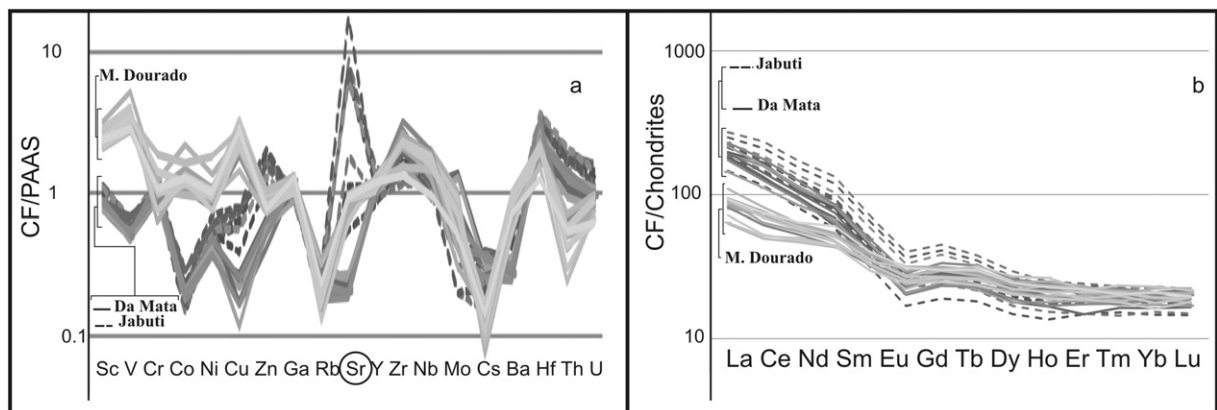 10
M. Dourado
a
CF/PAAS
1
Da Mata
Jabuti
0.1
Sc V Cr Co Ni Cu Zn Ga Rb Sr Y Zr Nb Mo Cs Ba Hf Th U
1000
Jabuti
b
Da Mata
CF/Chondrites
100
M. Dourado
10
La Ce Nd Sm Eu Gd Tb Dy Ho Er Tm Yb Lu